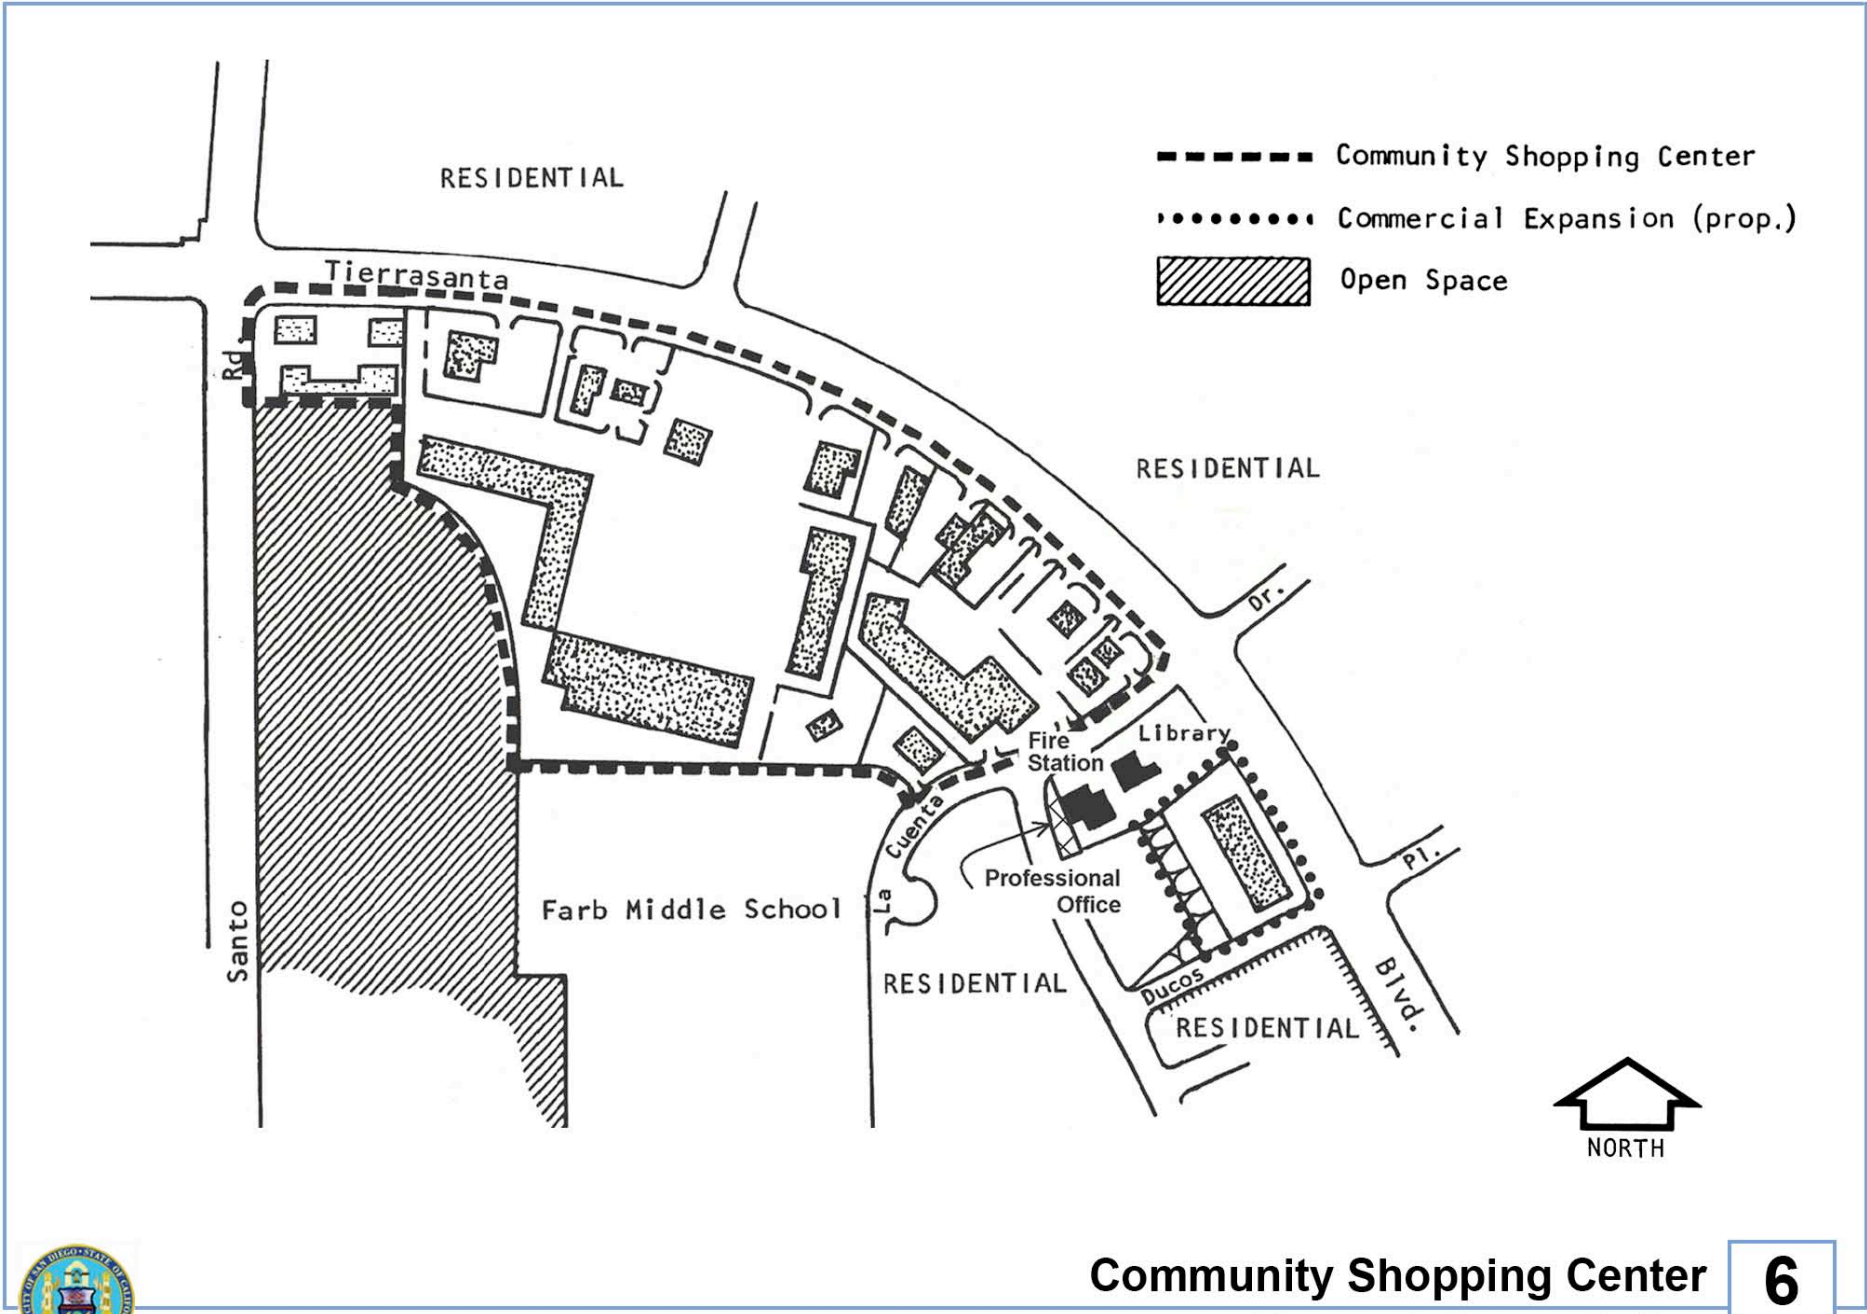 RESIDENTIAL
Community Shopping Center
Commercial Expansion (prop.)
Open Space
Tierrasanta
Rd
RESIDENTIAL
Dr.
Library
Fire
Station
Cuenta
La
Pl.
Professional
Office
Farb Middle School
Santo
RESIDENTIAL
Ducos
Blvd.
RESIDENTIAL
NORTH
Community Shopping Center
6